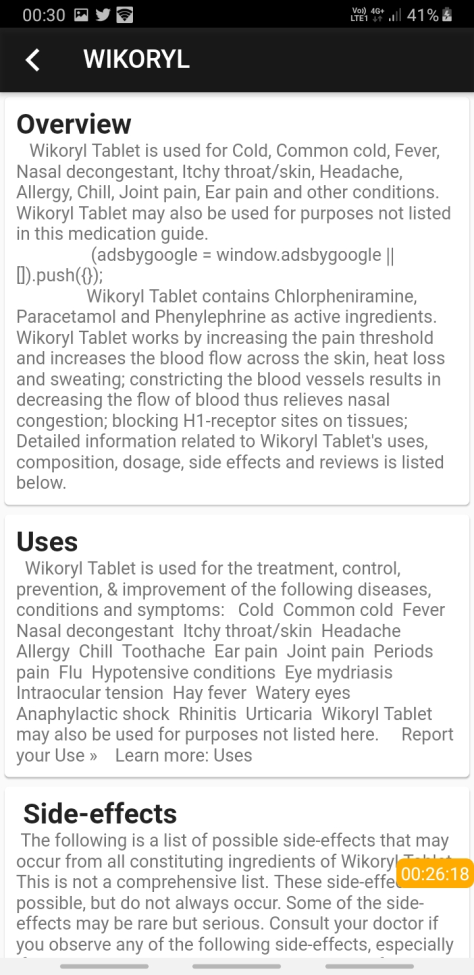 00:30 Vo)) 4G+ LTE1 41%
WIKORYL
Overview
Wikoryl Tablet is used for Cold, Common cold, Fever,
Nasal decongestant, Itchy throat/skin, Headache,
Allergy, Chill, Joint pain, Ear pain and other conditions.
Wikoryl Tablet may also be used for purposes not listed
in this medication guide.
(adsbygoogle = window.adsbygoogle ||
[]).push({});
Wikoryl Tablet contains Chlorpheniramine,
Paracetamol and Phenylephrine as active ingredients.
Wikoryl Tablet works by increasing the pain threshold
and increases the blood flow across the skin, heat loss
and sweating; constricting the blood vessels results in
decreasing the flow of blood thus relieves nasal
congestion; blocking H1-receptor sites on tissues;
Detailed information related to Wikoryl Tablet's uses,
composition, dosage, side effects and reviews is listed
below.
Uses
Wikoryl Tablet is used for the treatment, control,
prevention, & improvement of the following diseases,
conditions and symptoms: Cold Common cold Fever
Nasal decongestant Itchy throat/skin Headache
Allergy Chill Toothache Ear pain Joint pain Periods
pain Flu Hypotensive conditions Eye mydriasis
Intraocular tension Hay fever Watery eyes
Anaphylactic shock Rhinitis Urticaria Wikoryl Tablet
may also be used for purposes not listed here. Report
your Use » Learn more: Uses
Side-effects
The following is a list of possible side-effects that may
occur from all constituting ingredients of Wikoryl
This is not a comprehensive list. These
00:26:18
possible, but do not always occur. Some of the side-
effects may be rare but serious. Consult your doctor if
you observe any of the following side-effects, especially